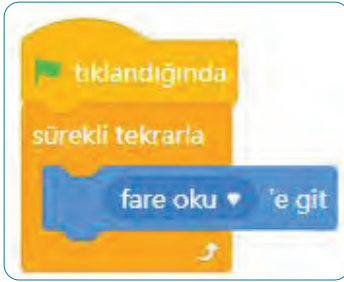 tıklandığında
sürekli tekrarla
fare oku 'e git